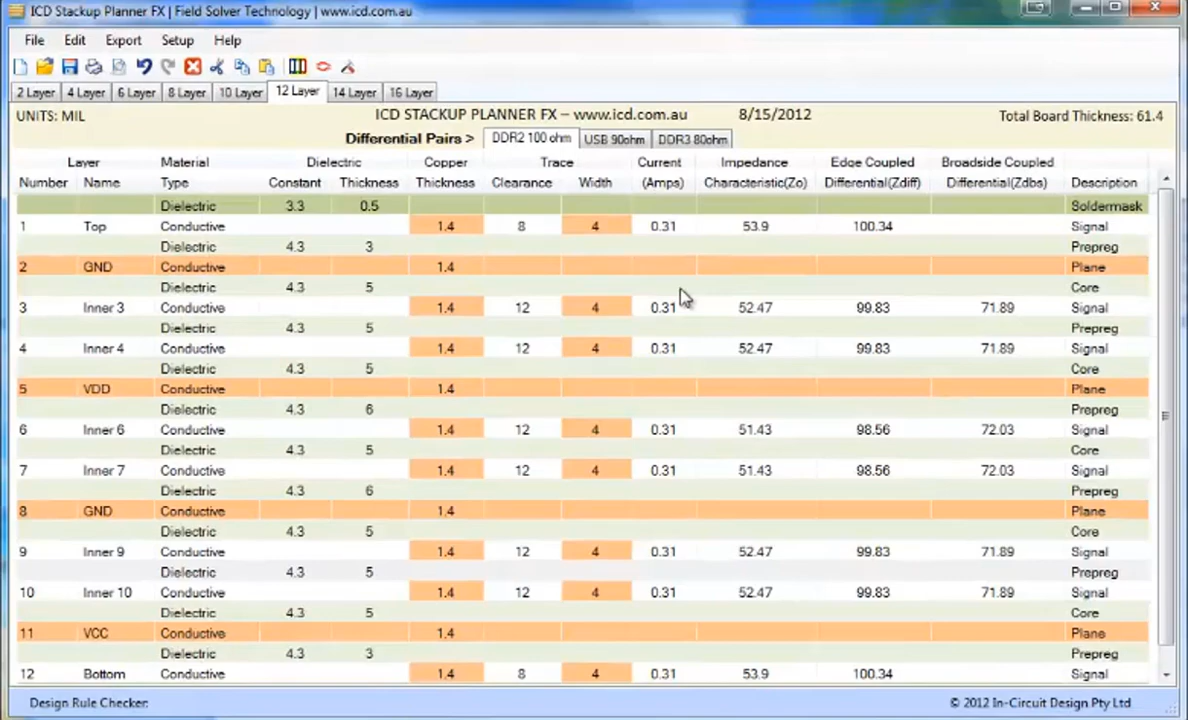 ICD Stackup Planner FX | Field Solver Technology | www.icd.com.au
File Edit Export Setup Help
2 Layer 4 Layer 6 Layer 8 Layer 10 Layer 12 Layer 14 Layer 16 Layer
UNITS: MIL ICD STACKUP PLANNER FX – www.icd.com.au 8/15/2012 Total Board Thickness: 61.4
Differential Pairs > DDR2 100 ohm USB 90ohm DDR3 80ohm
Layer Material Dielectric Copper Trace Current Impedance Edge Coupled Broadside Coupled
Number Name Type Constant Thickness Thickness Clearance Width (Amps) Characteristic(Zo) Differential(Zdiff) Differential(Zdbs) Description
Dielectric 3.3 0.5 Soldermask
1 Top Conductive 1.4 8 4 0.31 53.9 100.34 Signal
Dielectric 4.3 3 Prepreg
2 GND Conductive 1.4 Plane
Dielectric 4.3 5 Core
3 Inner 3 Conductive 1.4 12 4 0.31 52.47 99.83 71.89 Signal
Dielectric 4.3 5 Prepreg
4 Inner 4 Conductive 1.4 12 4 0.31 52.47 99.83 71.89 Signal
Dielectric 4.3 5 Core
5 VDD Conductive 1.4 Plane
Dielectric 4.3 6 Prepreg
6 Inner 6 Conductive 1.4 12 4 0.31 51.43 98.56 72.03 Signal
Dielectric 4.3 5 Core
7 Inner 7 Conductive 1.4 12 4 0.31 51.43 98.56 72.03 Signal
Dielectric 4.3 6 Prepreg
8 GND Conductive 1.4 Plane
Dielectric 4.3 5 Core
9 Inner 9 Conductive 1.4 12 4 0.31 52.47 99.83 71.89 Signal
Dielectric 4.3 5 Prepreg
10 Inner 10 Conductive 1.4 12 4 0.31 52.47 99.83 71.89 Signal
Dielectric 4.3 5 Core
11 VCC Conductive 1.4 Plane
Dielectric 4.3 3 Prepreg
12 Bottom Conductive 1.4 8 4 0.31 53.9 100.34 Signal
Design Rule Checker: © 2012 In-Circuit Design Pty Ltd